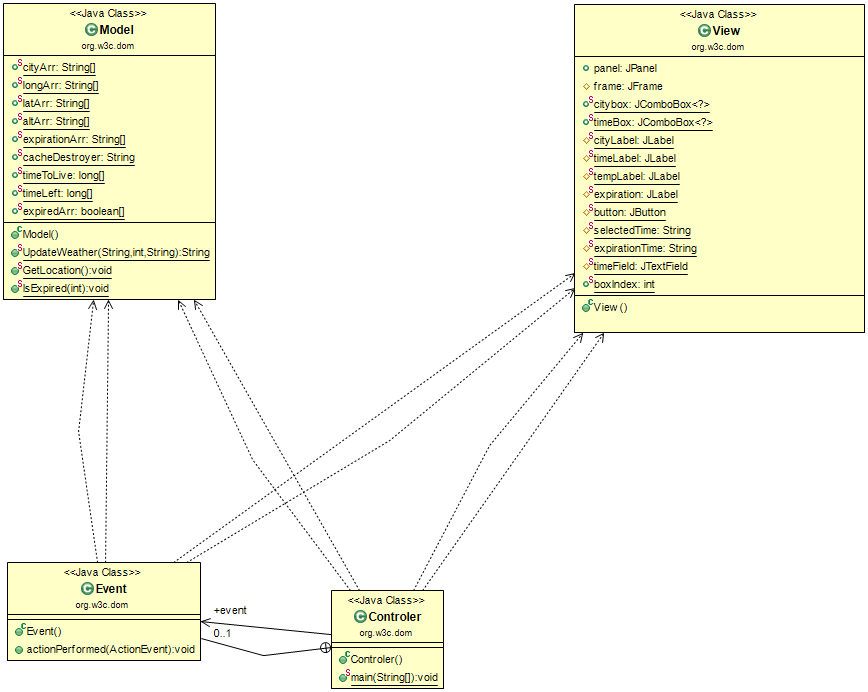 <<Java Class>>
Model
org.w3c.dom
cityArr: String[]
longArr: String[]
latArr: String[]
altArr: String[]
expirationArr: String[]
cacheDestroyer: String
timeToLive: long[]
timeLeft: long[]
expiredArr: boolean[]
Model()
UpdateWeather(String,int,String):String
GetLocation():void
IsExpired(int):void
<<Java Class>>
View
org.w3c.dom
panel: JPanel
frame: JFrame
citybox: JComboBox<?>
timeBox: JComboBox<?>
cityLabel: JLabel
timeLabel: JLabel
tempLabel: JLabel
expiration: JLabel
button: JButton
selectedTime: String
expirationTime: String
timeField: JTextField
boxIndex: int
View ()
<<Java Class>>
Event
org.w3c.dom
Event()
actionPerformed(ActionEvent):void
+event
0..1
<<Java Class>>
Controler
org.w3c.dom
Controler()
main(String[]):void